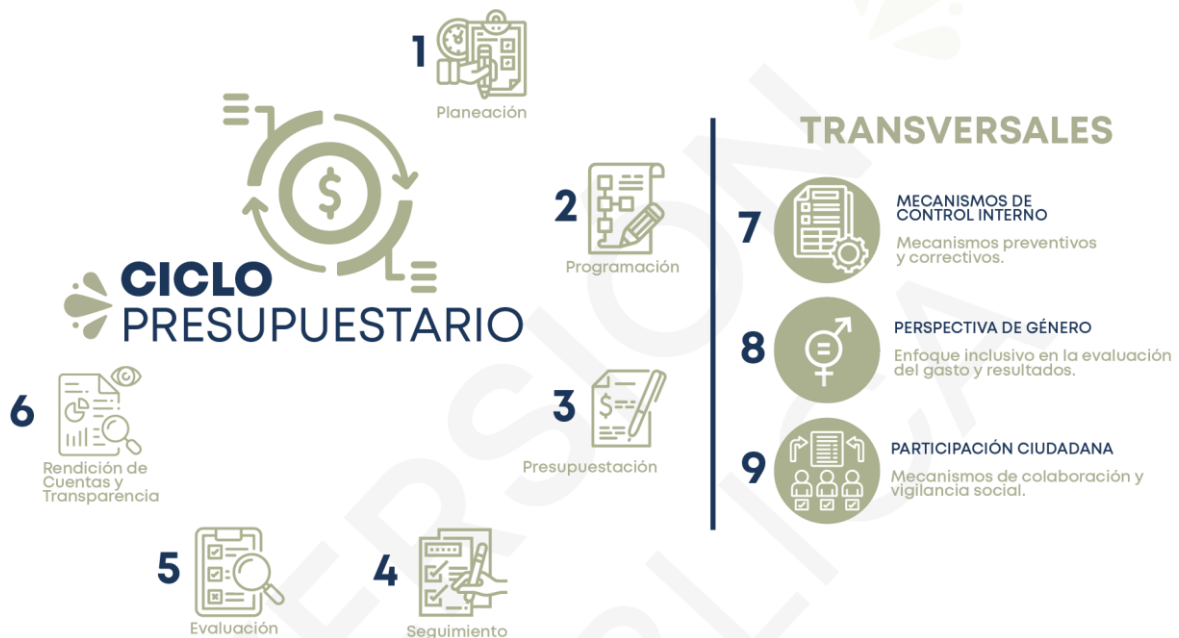 1
Planeación
CICLO
PRESUPUESTARIO
2
Programación
3
Presupuestación
4
Seguimiento
5
Evaluación
6
Rendición de
Cuentas y
Transparencia
TRANSVERSALES
7
MECANISMOS DE
CONTROL INTERNO
Mecanismos preventivos
y correctivos.
8
PERSPECTIVA DE GÉNERO
Enfoque inclusivo en la evaluación
del gasto y resultados.
9
PARTICIPACIÓN CIUDADANA
Mecanismos de colaboración y
vigilancia social.